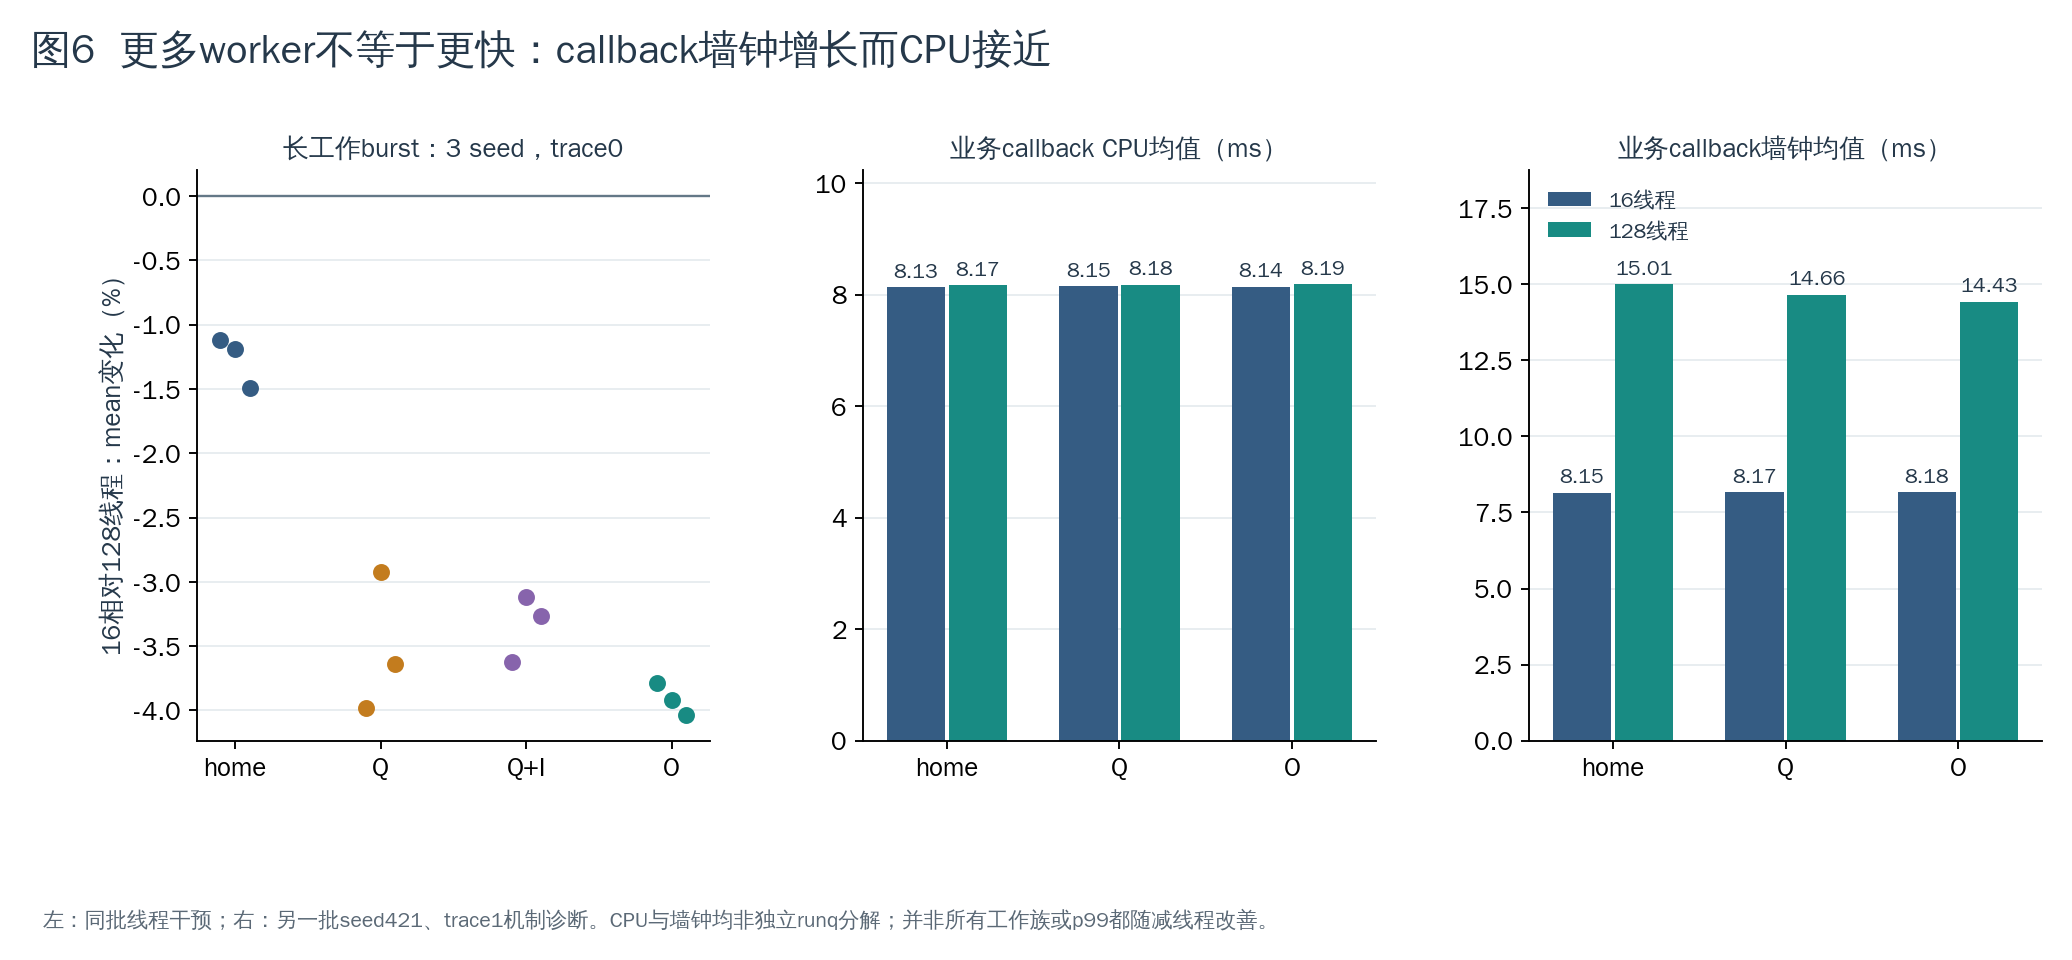 图6  更多worker不等于更快：callback墙钟增长而CPU接近
长工作burst：3 seed，trace0
16相对128线程：mean变化（%）
0.0
-0.5
-1.0
-1.5
-2.0
-2.5
-3.0
-3.5
-4.0
home
Q
Q+I
O
业务callback CPU均值（ms）
10
8
6
4
2
0
8.13
8.17
8.15
8.18
8.14
8.19
home
Q
O
业务callback墙钟均值（ms）
16线程
128线程
17.5
15.0
12.5
10.0
7.5
5.0
2.5
0.0
8.15
15.01
8.17
14.66
8.18
14.43
home
Q
O
左：同批线程干预；右：另一批seed421、trace1机制诊断。CPU与墙钟均非独立runq分解；并非所有工作族或p99都随减线程改善。